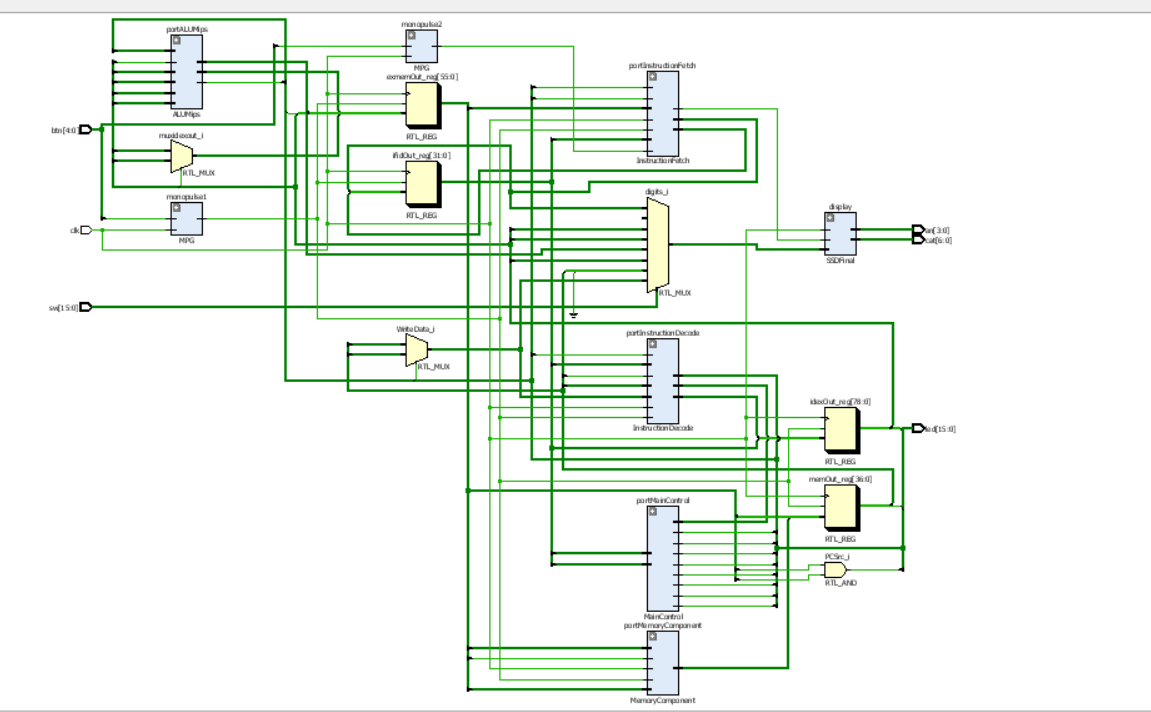 portALUMips
ALUMips
btn[4:0]
muxidexout_i
RTL_MUX
monopulse1
MPG
clk
sw[15:0]
monopulse2
MPG
exmemOut_reg[55:0]
RTL_REG
ifidOut_reg[31:0]
RTL_REG
WriteData_i
RTL_MUX
portInstructionFetch
InstructionFetch
digits_i
RTL_MUX
portInstructionDecode
InstructionDecode
portMainControl
MainControl
portMemoryComponent
MemoryComponent
display
SSDFinal
an[3:0]
cat[6:0]
idexOut_reg[78:0]
RTL_REG
led[15:0]
memOut_reg[36:0]
RTL_REG
PCSrc_i
RTL_AND